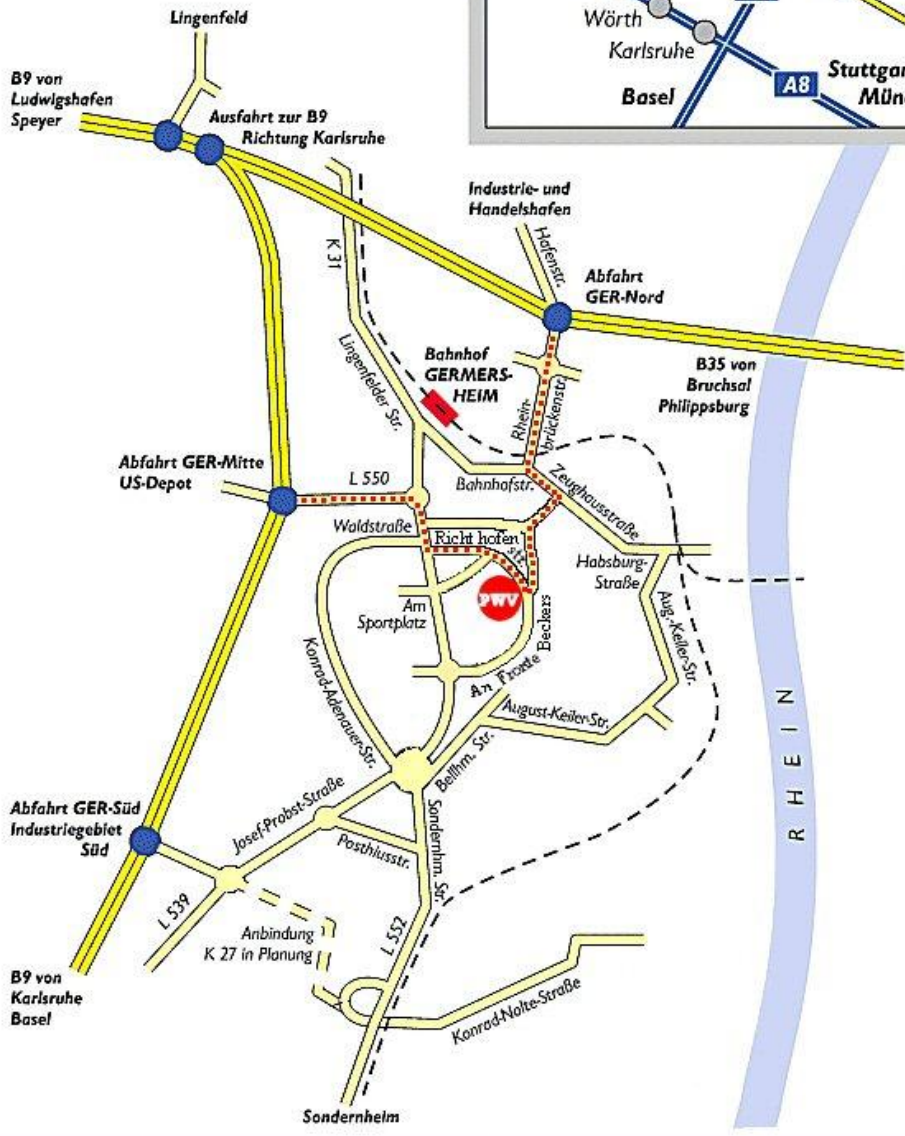 Lingenfeld
Wörth
Karlsruhe
Basel
A8
B9 von
Ludwigshafen
Speyer
Ausfahrt zur B9
Richtung Karlsruhe
Industrie- und
Handelshafen
Hafenstr.
K 31
Abfahrt
GER-Nord
Lingenfelder Str.
Bahnhof
GERMERS-
HEIM
B35 von
Bruchsal
Philippsburg
Rhein-
brückenstr.
Abfahrt GER-Mitte
US-Depot
L 550
Bahnhofstr.
Zeughausstraße
Waldstraße
Richt hofen
str.
Habsburg-
Straße
PWV
Am
Sportplatz
Beckers
Aug.-Keiler-Str.
Konrad-Adenauer-Str.
An Fronte
August-Keiler-Str.
Bellhm. Str.
RHEIN
Abfahrt GER-Süd
Industriegebiet
Süd
Josef-Probst-Straße
Posthiusstr.
Sondernhm. Str.
L 539
Anbindung
K 27 in Planung
L 552
B9 von
Karlsruhe
Basel
Konrad-Nolte-Straße
Sondernheim